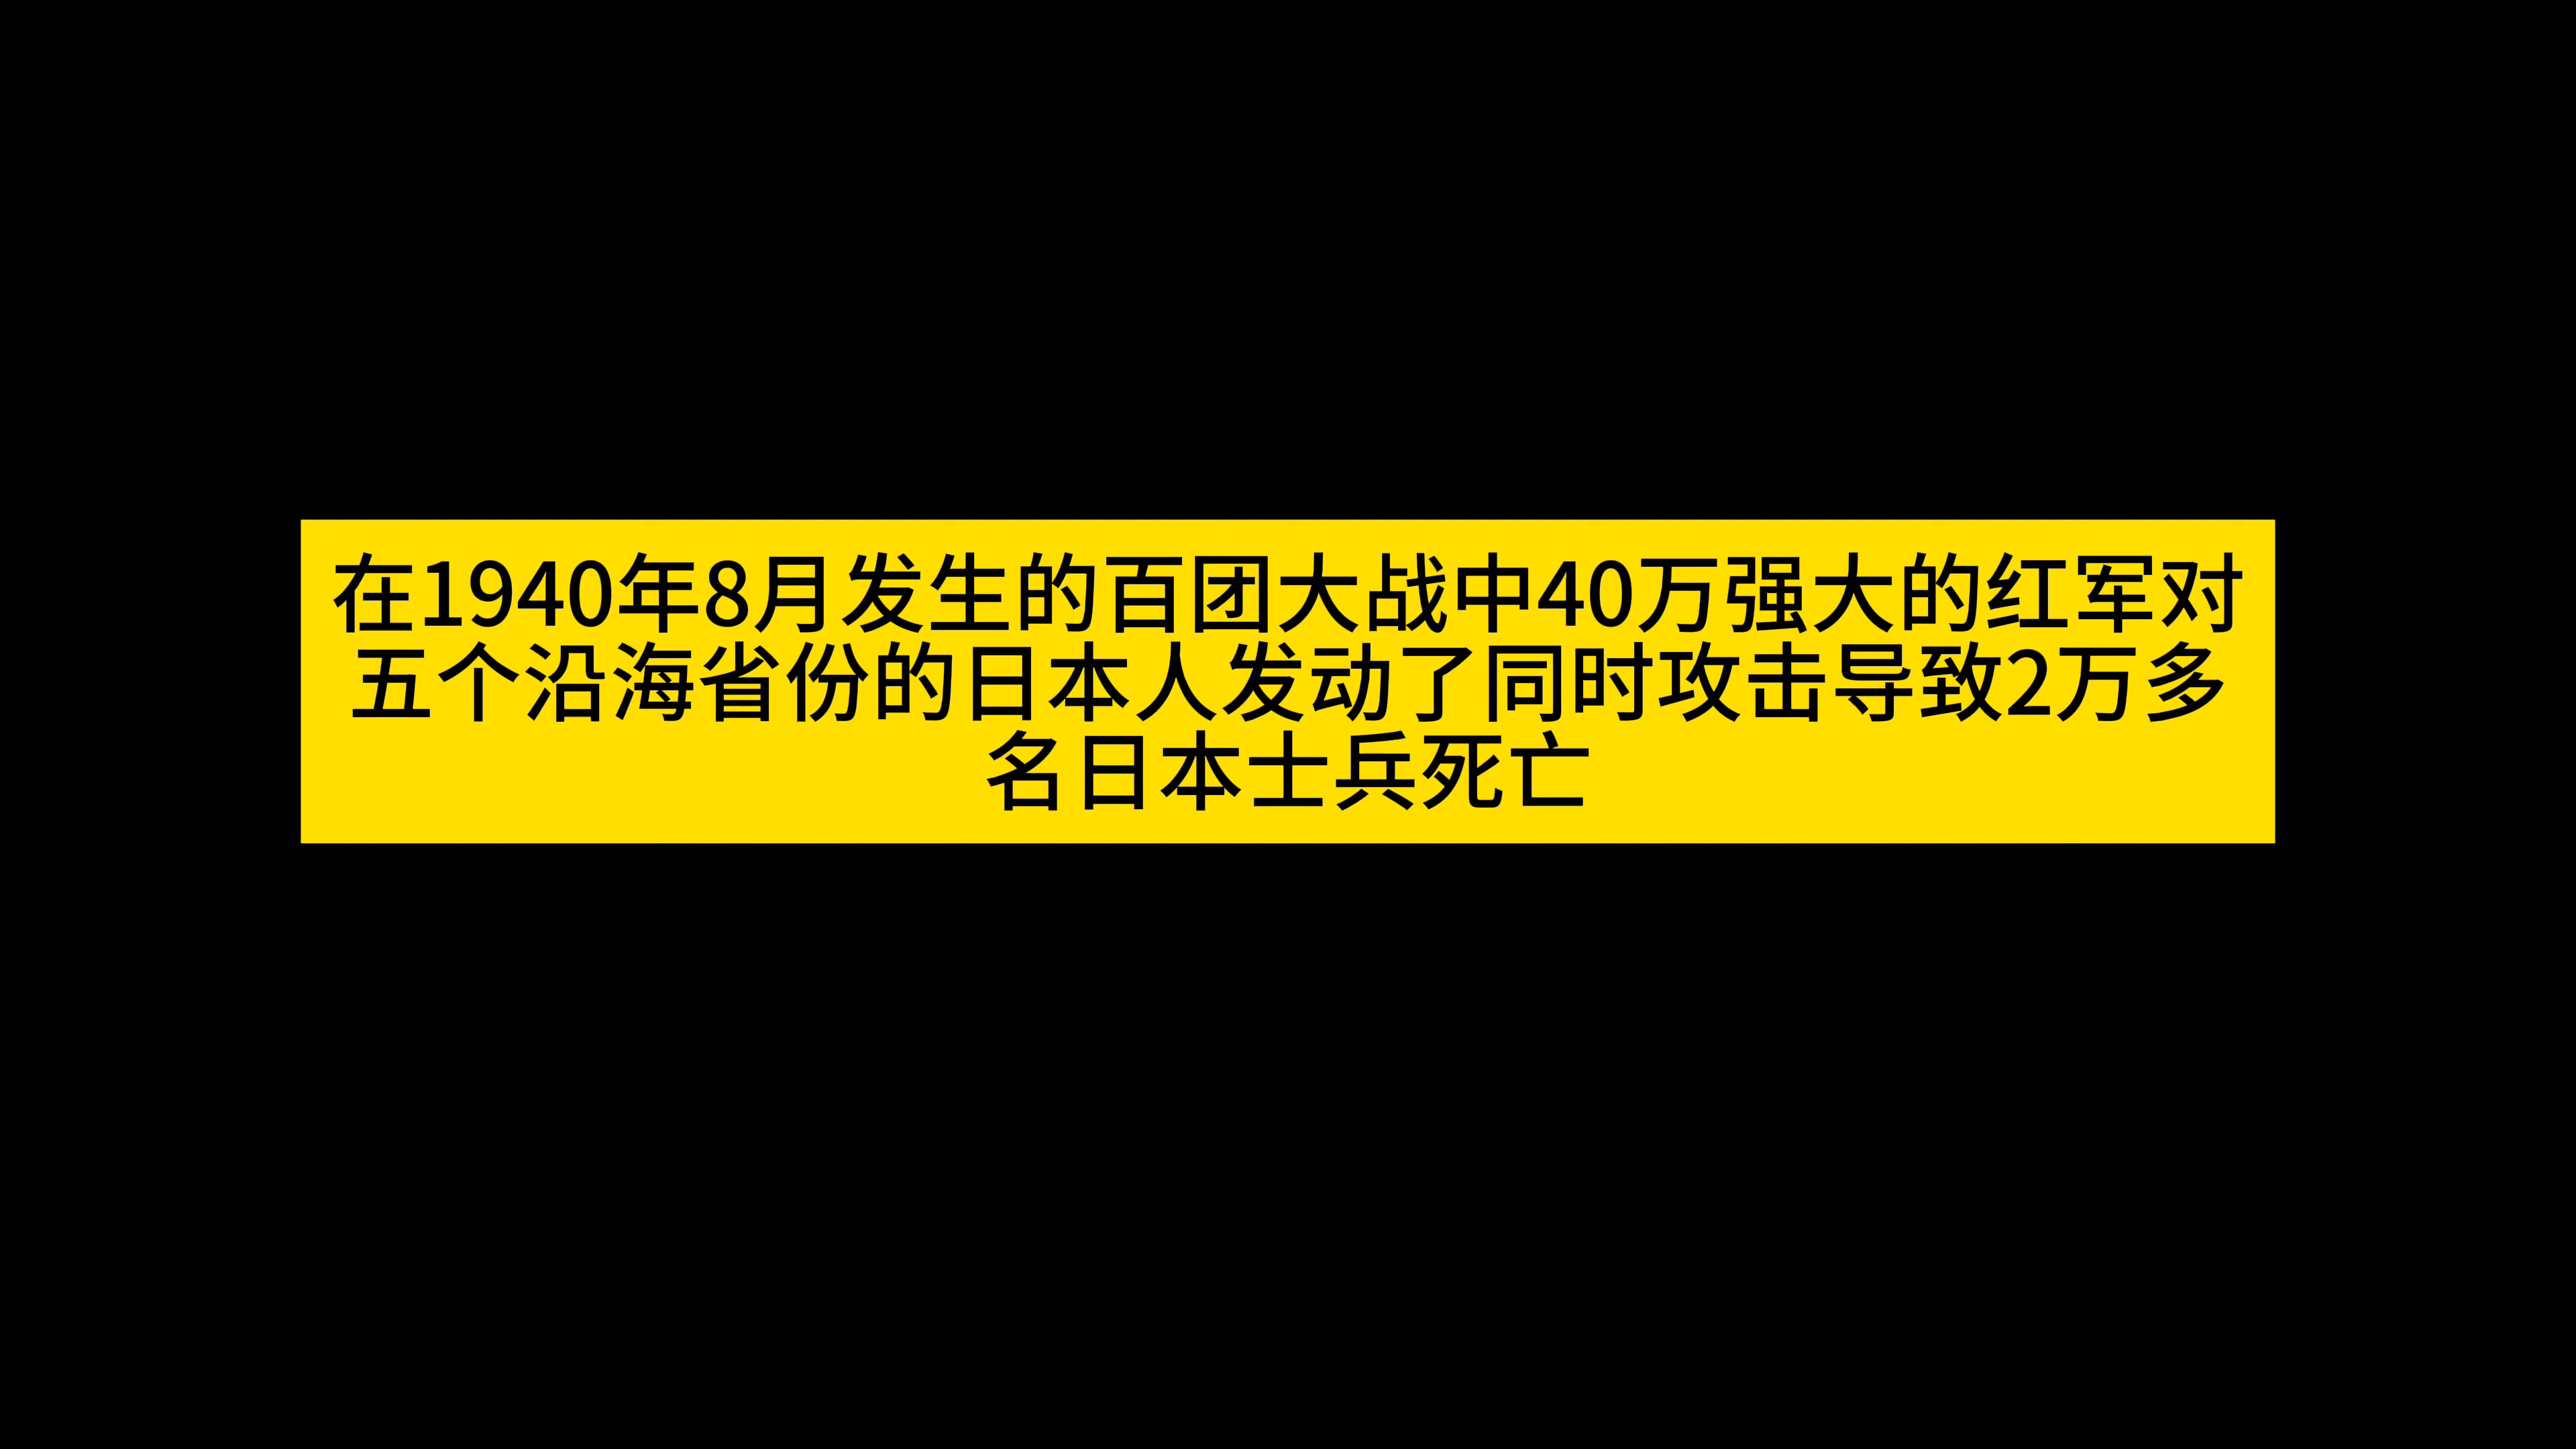 在1940年8月发生的百团大战中40万强大的红军对
五个沿海省份的日本人发动了同时攻击导致2万多
名日本士兵死亡